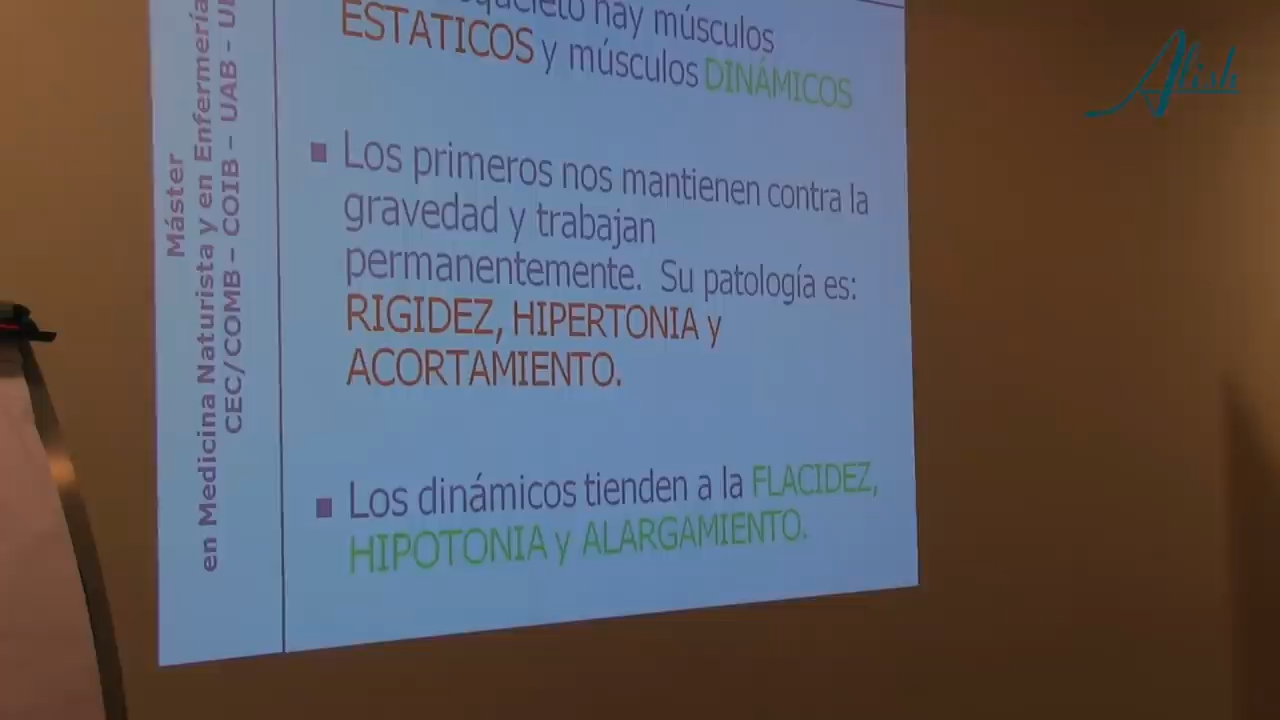 hay músculos
ESTATICOS y músculos DINÁMICOS
Los primeros nos mantienen contra la
gravedad y trabajan
permanentemente. Su patología es:
RIGIDEZ, HIPERTONIA y
ACORTAMIENTO.
Los dinámicos tienden a la FLACIDEZ,
HIPOTONIA y ALARGAMIENTO.
Máster
en Medicina Naturista y en Enfermería
CEC/COMB – COIB – UAB -
Alish